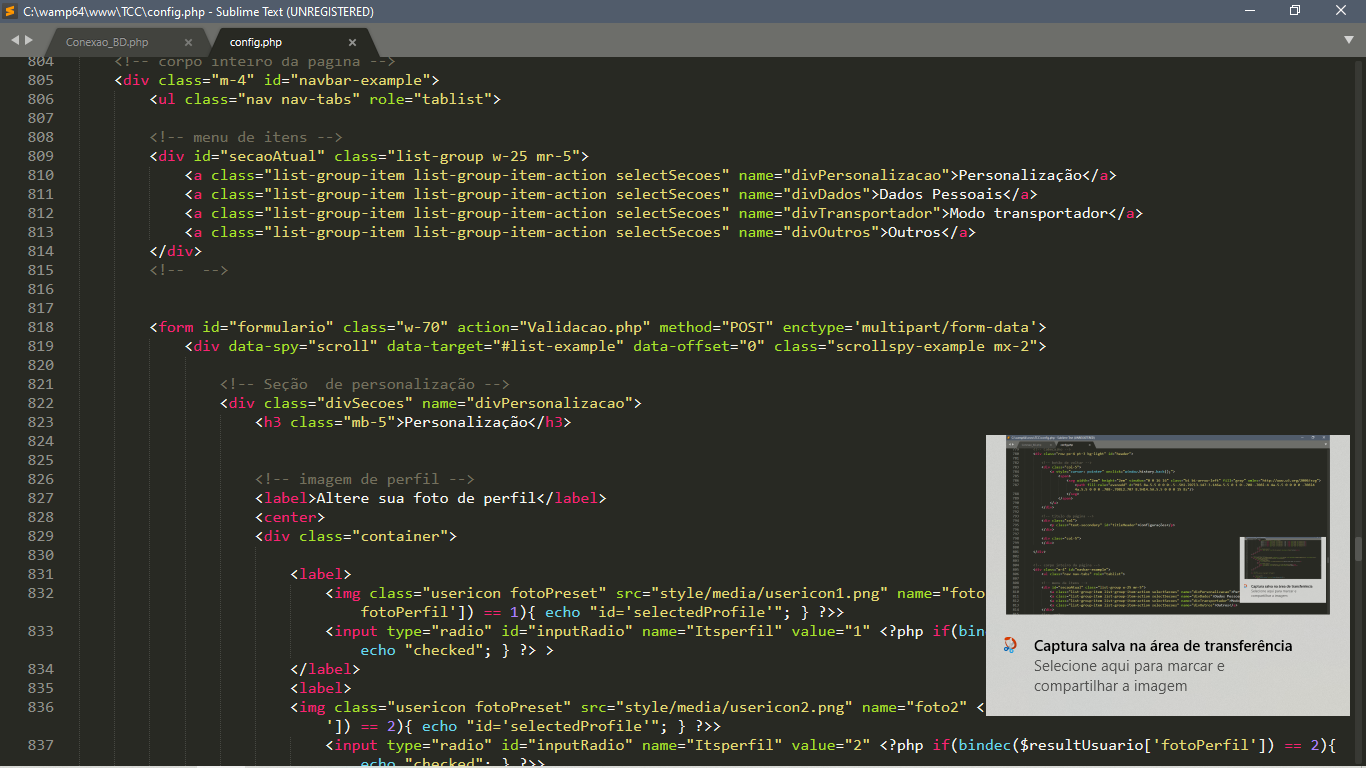 C:\wamp64\www\TCC\config.php - Sublime Text (UNREGISTERED)
Conexao_BD.php
config.php
804 <!-- corpo inteiro da pagina -->
805 <div class="m-4" id="navbar-example">
806 <ul class="nav nav-tabs" role="tablist">
807
808 <!-- menu de itens -->
809 <div id="secaoAtual" class="list-group w-25 mr-5">
810 <a class="list-group-item list-group-item-action selectSecoes" name="divPersonalizacao">Personalização</a>
811 <a class="list-group-item list-group-item-action selectSecoes" name="divDados">Dados Pessoais</a>
812 <a class="list-group-item list-group-item-action selectSecoes" name="divTransportador">Modo transportador</a>
813 <a class="list-group-item list-group-item-action selectSecoes" name="divOutros">Outros</a>
814 </div>
815 <!--  -->
816
817
818 <form id="formulario" class="w-70" action="Validacao.php" method="POST" enctype='multipart/form-data'>
819 <div data-spy="scroll" data-target="#list-example" data-offset="0" class="scrollspy-example mx-2">
820
821 <!-- Seção  de personalização -->
822 <div class="divSecoes" name="divPersonalizacao">
823 <h3 class="mb-5">Personalização</h3>
824
825
826 <!-- imagem de perfil -->
827 <label>Altere sua foto de perfil</label>
828 <center>
829 <div class="container">
830
831 <label>
832 <img class="usericon fotoPreset" src="style/media/usericon1.png" name="foto
fotoPerfil']) == 1){ echo "id='selectedProfile'"; } ?>>
833 <input type="radio" id="inputRadio" name="Itsperfil" value="1" <?php if(bind
echo "checked"; } ?> >
834 </label>
835 <label>
836 <img class="usericon fotoPreset" src="style/media/usericon2.png" name="foto2" <
']) == 2){ echo "id='selectedProfile'"; } ?>>
837 <input type="radio" id="inputRadio" name="Itsperfil" value="2" <?php if(bindec($resultUsuario['fotoPerfil']) == 2){
echo "checked"; } ?>>
Captura salva na área de transferência
Selecione aqui para marcar e
compartilhar a imagem